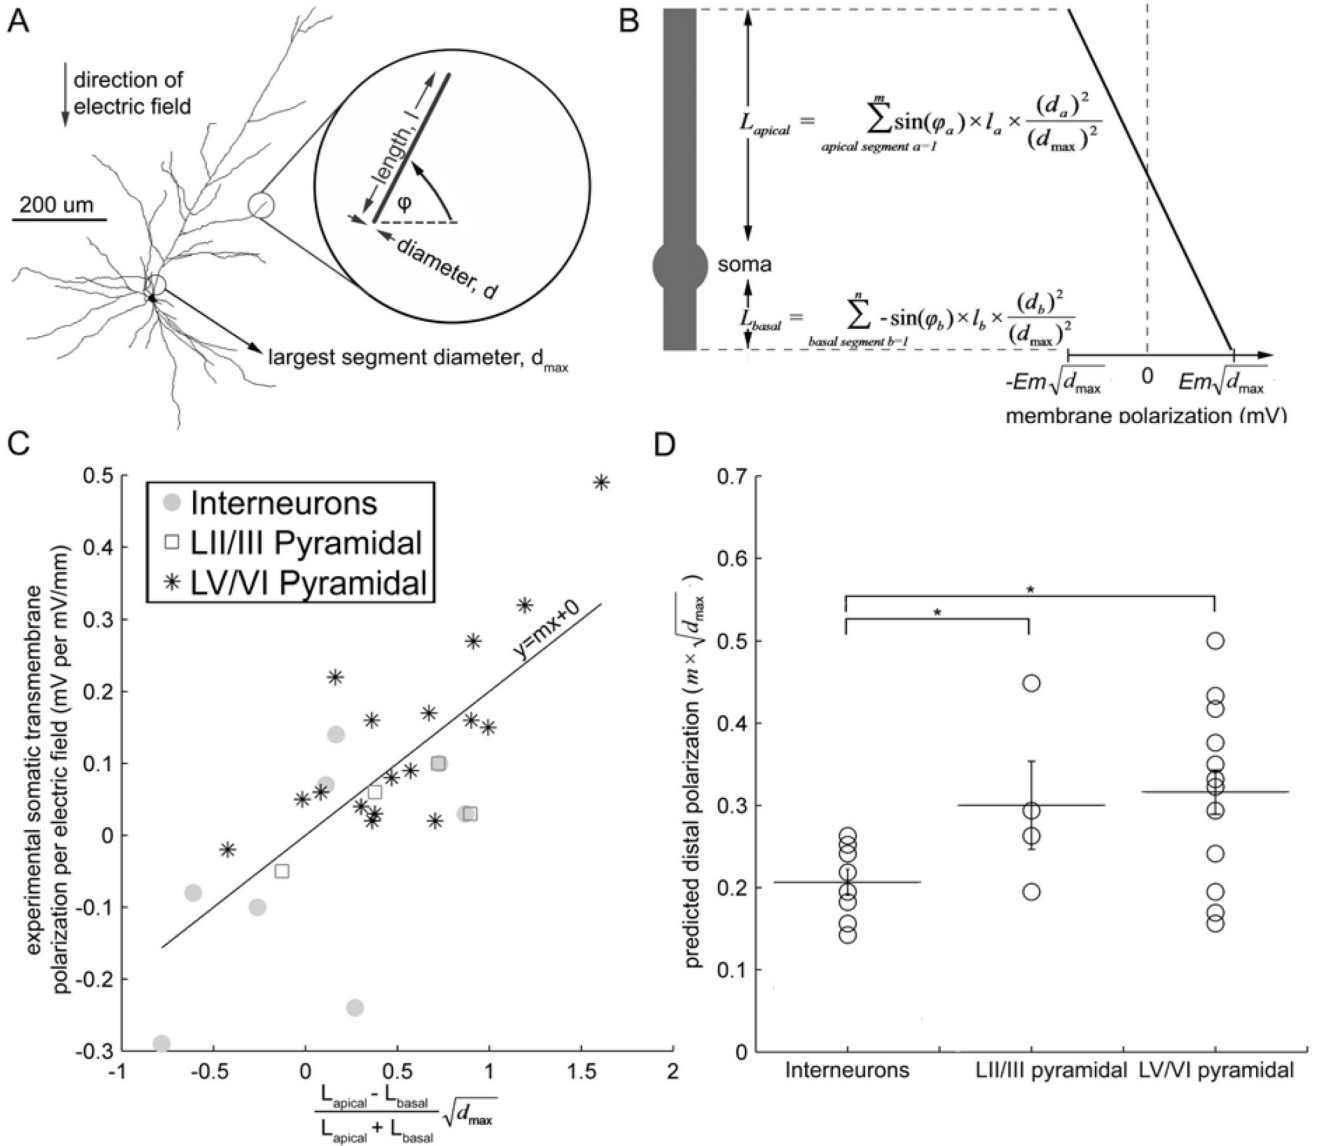 A
direction of
electric field
200 um
length, l
φ
diameter, d
largest segment diameter, dmax
B
Lapical = m∑apical segment a=1 sin(φa) × la × (da)²/(dmax)²
soma
Lbasal = n∑basal segment b=1 -sin(φb) × lb × (db)²/(dmax)²
-Em√dmax 0 Em√dmax
membrane polarization (mV)
C
experimental somatic transmembrane
polarization per electric field (mV per mV/mm)
0.5
0.4
0.3
0.2
0.1
0
-0.1
-0.2
-0.3
Interneurons
LII/III Pyramidal
LV/VI Pyramidal
y=mx+0
-1 -0.5 0 0.5 1 1.5 2
Lapical - Lbasal
Lapical + Lbasal √dmax
D
predicted distal polarization (m × √dmax)
0.7
0.6
0.5
0.4
0.3
0.2
0.1
0
*
*
Interneurons LII/III pyramidal LV/VI pyramidal